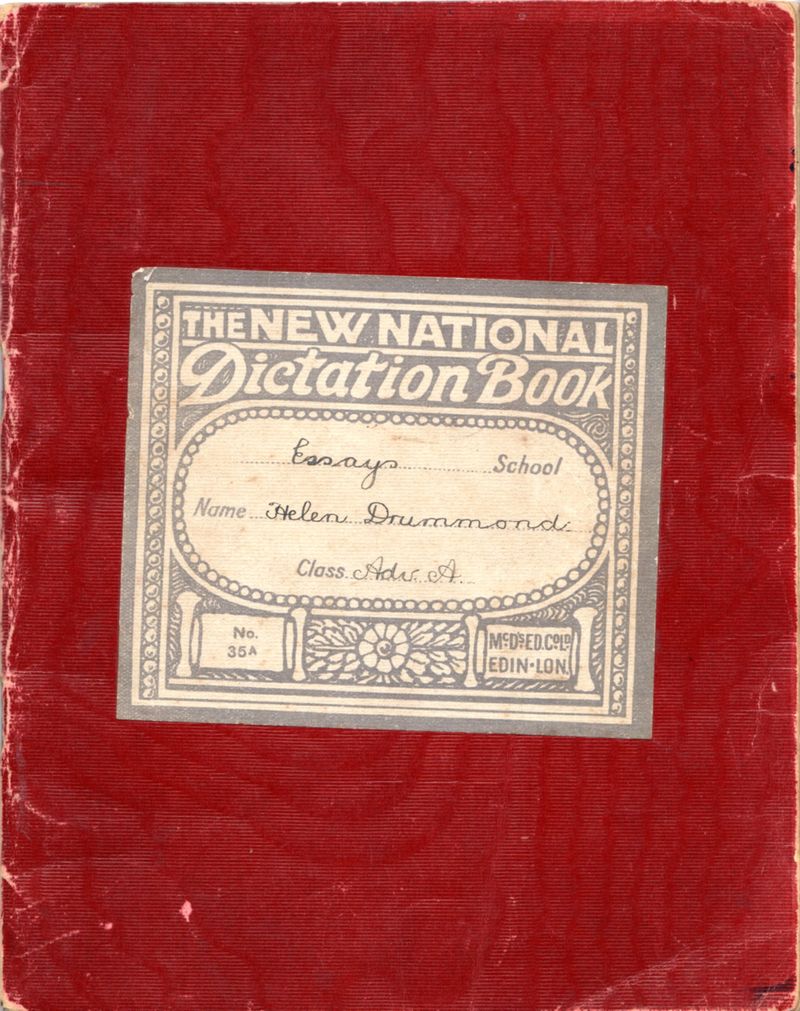 THE NEW NATIONAL
Dictation Book
Essays School
Name Helen Drummond.
Class Adv. A.
No.
35A
McD's ED. Co LD
EDIN·LON.